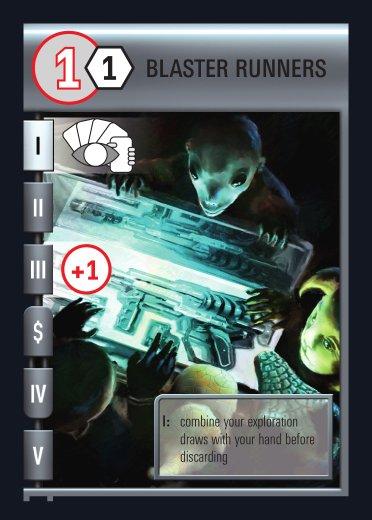 1 1 BLASTER RUNNERS
I
II
III +1
$
IV
V
I: combine your exploration
draws with your hand before
discarding